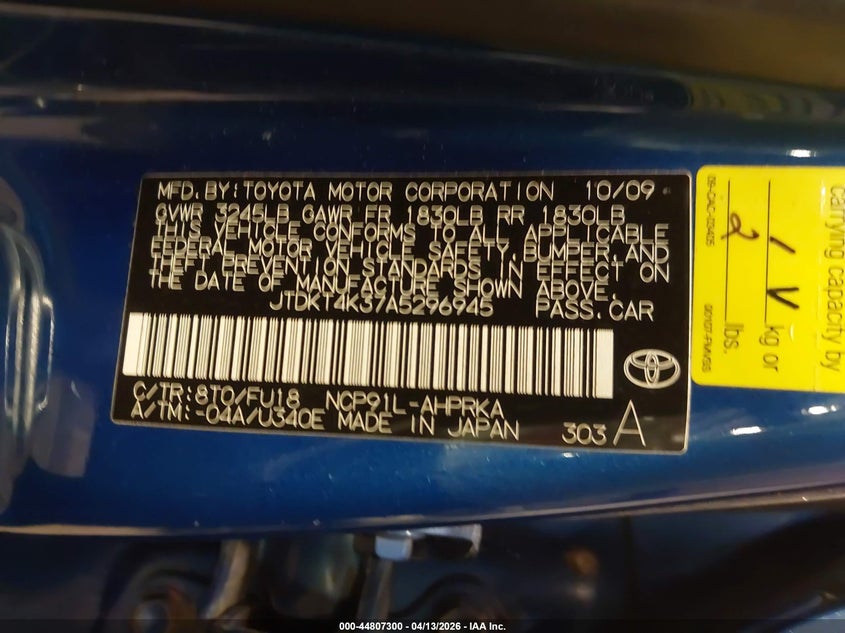 MFD. BY: TOYOTA MOTOR CORPORATION 10/09
GVWR 3245LB GAWR FR 1830LB RR 1830LB
THIS VEHICLE CONFORMS TO ALL APPLICABLE
FEDERAL MOTOR VEHICLE SAFETY, BUMPER, AND
THEFT PREVENTION STANDARDS IN EFFECT ON
THE DATE OF MANUFACTURE SHOWN ABOVE.
JTDKT4K37A5296945 PASS. CAR
C/TR: 8T0/FU18 NCP91L-AHPRKA
A/TM: -04A/U340E MADE IN JAPAN 303 A
carrying capacity by
1 V kg or
2 lbs.
000-44807300 - 04/13/2026 - IAA Inc.